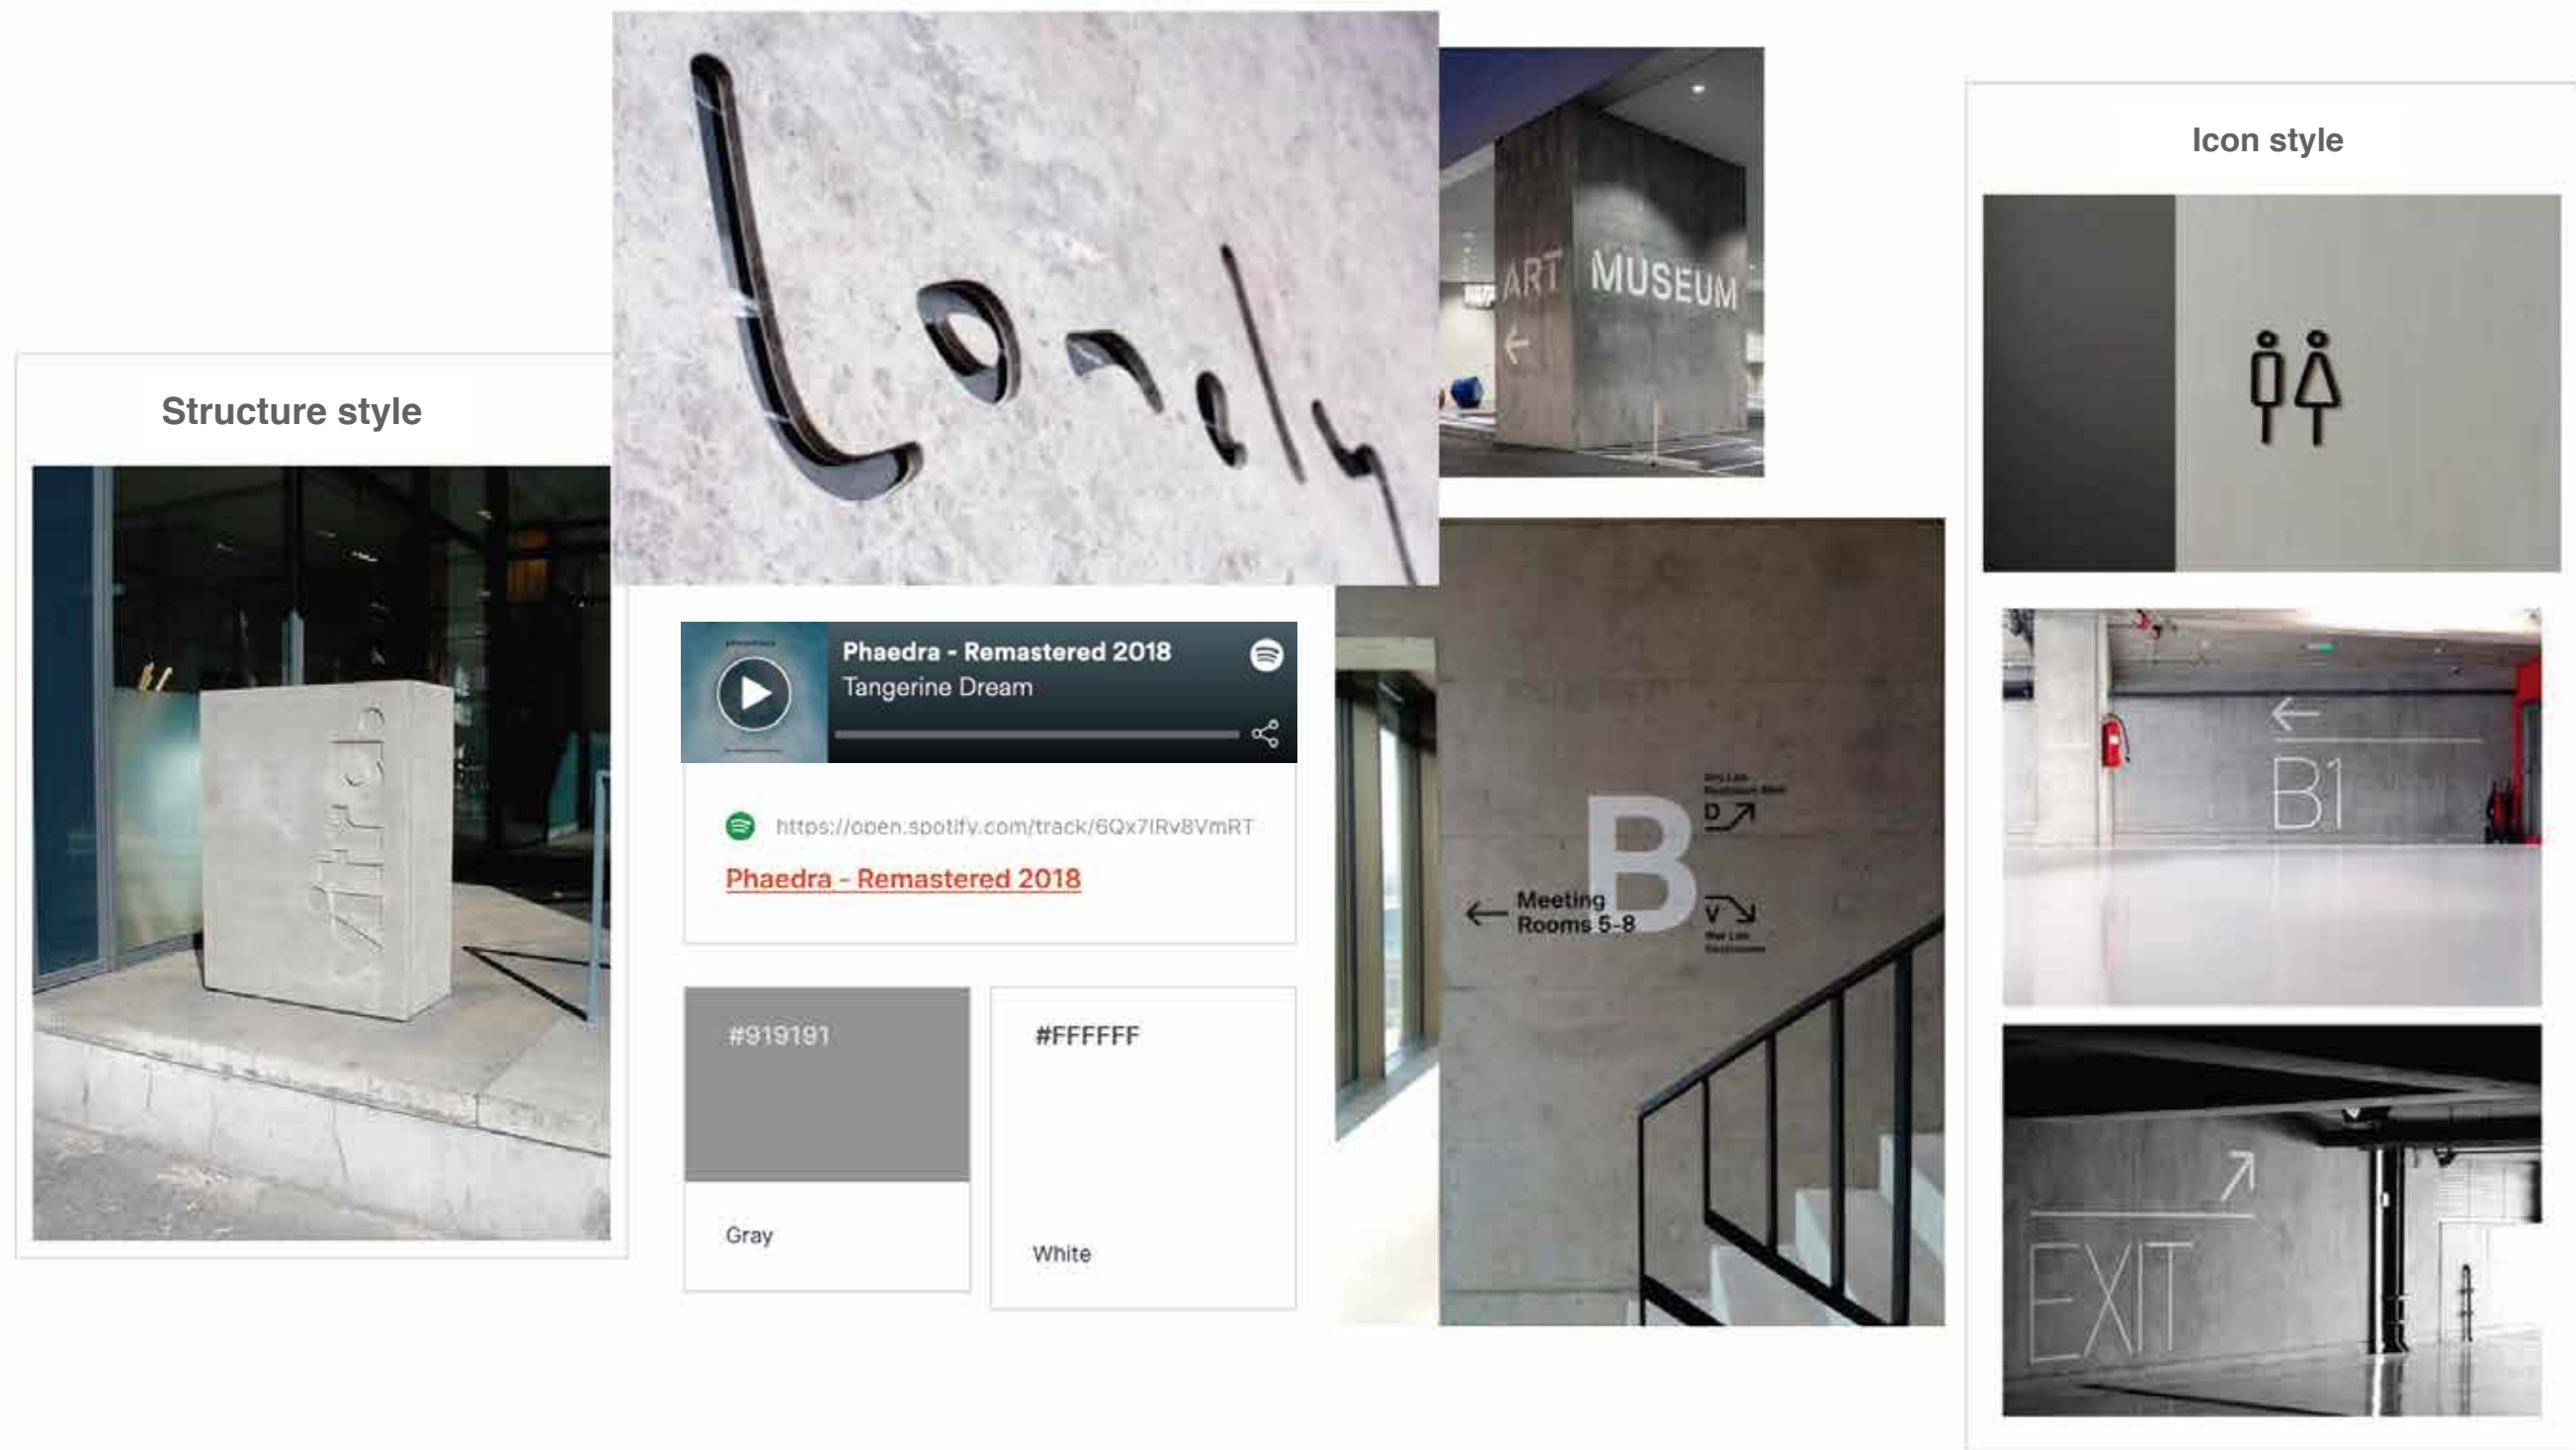 Structure style
Lonely
ART MUSEUM
←
Icon style
Phaedra - Remastered 2018
Tangerine Dream
https://open.spotify.com/track/6Qx7IRv8VmRT
Phaedra - Remastered 2018
#919191
Gray
#FFFFFF
White
B
D
← Meeting
Rooms 5-8
V
←
B1
EXIT